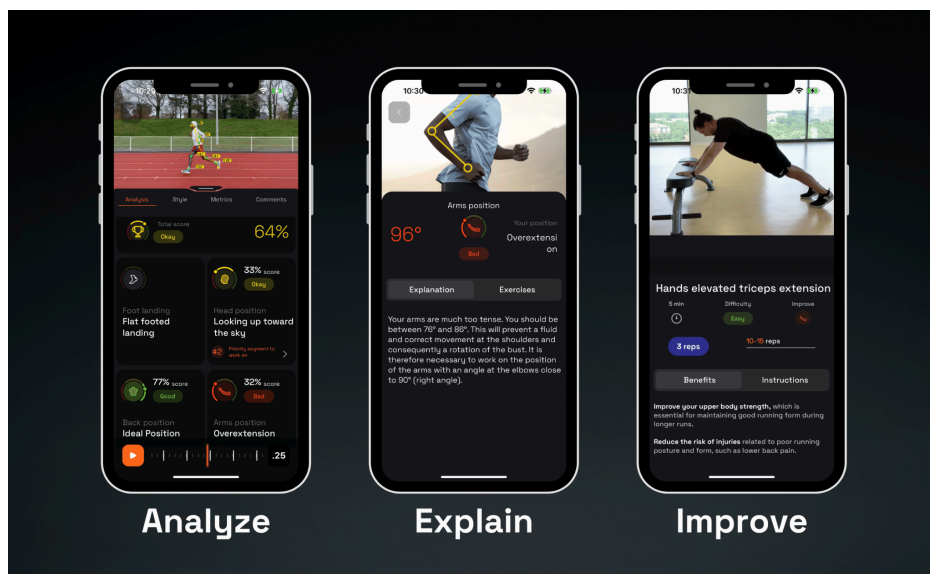 10:29
Analysis Style Metrics Comments
Total score
Okay
64%
33% score
Okay
Foot landing
Flat footed
landing
Head position
Looking up toward
the sky
#2 Priority segment to
work on
77% score
Good
32% score
Bad
Back position
Ideal Position
Arms position
Overextension
.25
Analyze
10:30
Arms position
96°
Bad
Your position
Overextensi
on
Explanation Exercises
Your arms are much too tense. You should be
between 76° and 86°. This will prevent a fluid
and correct movement at the shoulders and
consequently a rotation of the bust. It is
therefore necessary to work on the position
of the arms with an angle at the elbows close
to 90° (right angle).
Explain
Hands elevated triceps extension
5 min Difficulty Improve
Easy
3 reps
10-15 reps
Benefits Instructions
Improve your upper body strength, which is
essential for maintaining good running form during
longer runs.
Reduce the risk of injuries related to poor running
posture and form, such as lower back pain.
Improve